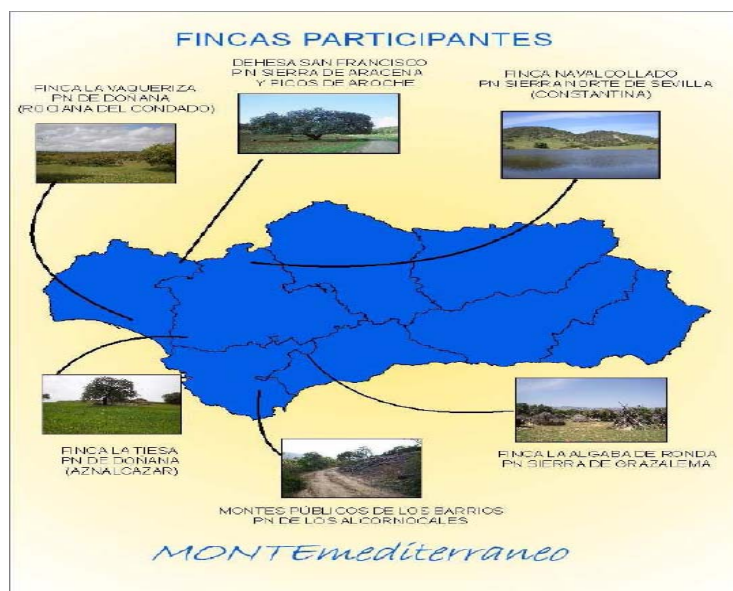 FINCAS PARTICIPANTES
DEHESA SAN FRANCISCO
PN SIERRA DE ARACENA
Y PICOS DE AROCHE
FINCA LA VAQUERIZA
PN DE DOÑANA
(ROCIANA DEL CONDADO)
FINCA NAVALCOLLADO
PN SIERRA NORTE DE SEVILLA
(CONSTANTINA)
FINCA LA TIESA
PN DE DOÑANA
(AZNALCAZAR)
FINCA LA ALGABA DE RONDA
PN SIERRA DE GRAZALEMA
MONTES PÚBLICOS DE LOS BARRIOS
PN DE LOS ALCORNOCALES
MONTEmediterraneo